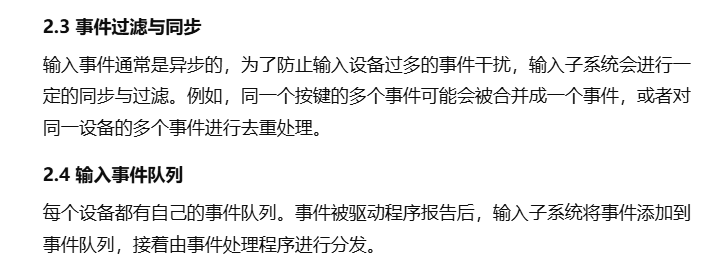 2.3 事件过滤与同步
输入事件通常是异步的，为了防止输入设备过多的事件干扰，输入子系统会进行一
定的同步与过滤。例如，同一个按键的多个事件可能会被合并成一个事件，或者对
同一设备的多个事件进行去重处理。
2.4 输入事件队列
每个设备都有自己的事件队列。事件被驱动程序报告后，输入子系统将事件添加到
事件队列，接着由事件处理程序进行分发。